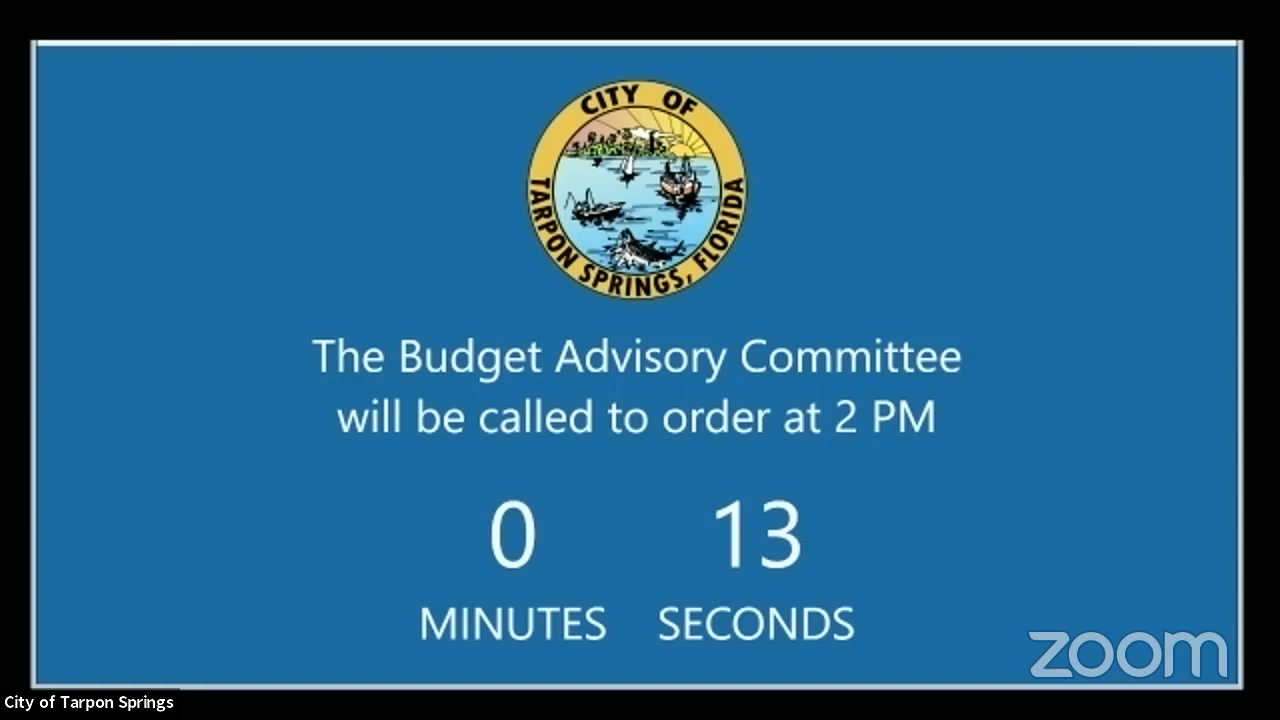 CITY OF
TARPON SPRINGS, FLORIDA
The Budget Advisory Committee
will be called to order at 2 PM
0 13
MINUTES SECONDS
zoom
City of Tarpon Springs